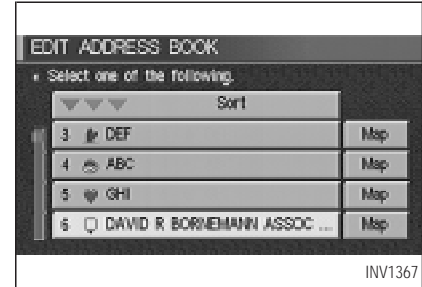 EDIT ADDRESS BOOK
Select one of the following.
Sort
3 DEF Map
4 ABC Map
5 GHI Map
6 DAVID R BORNEMANN ASSOC ... Map
INV1367